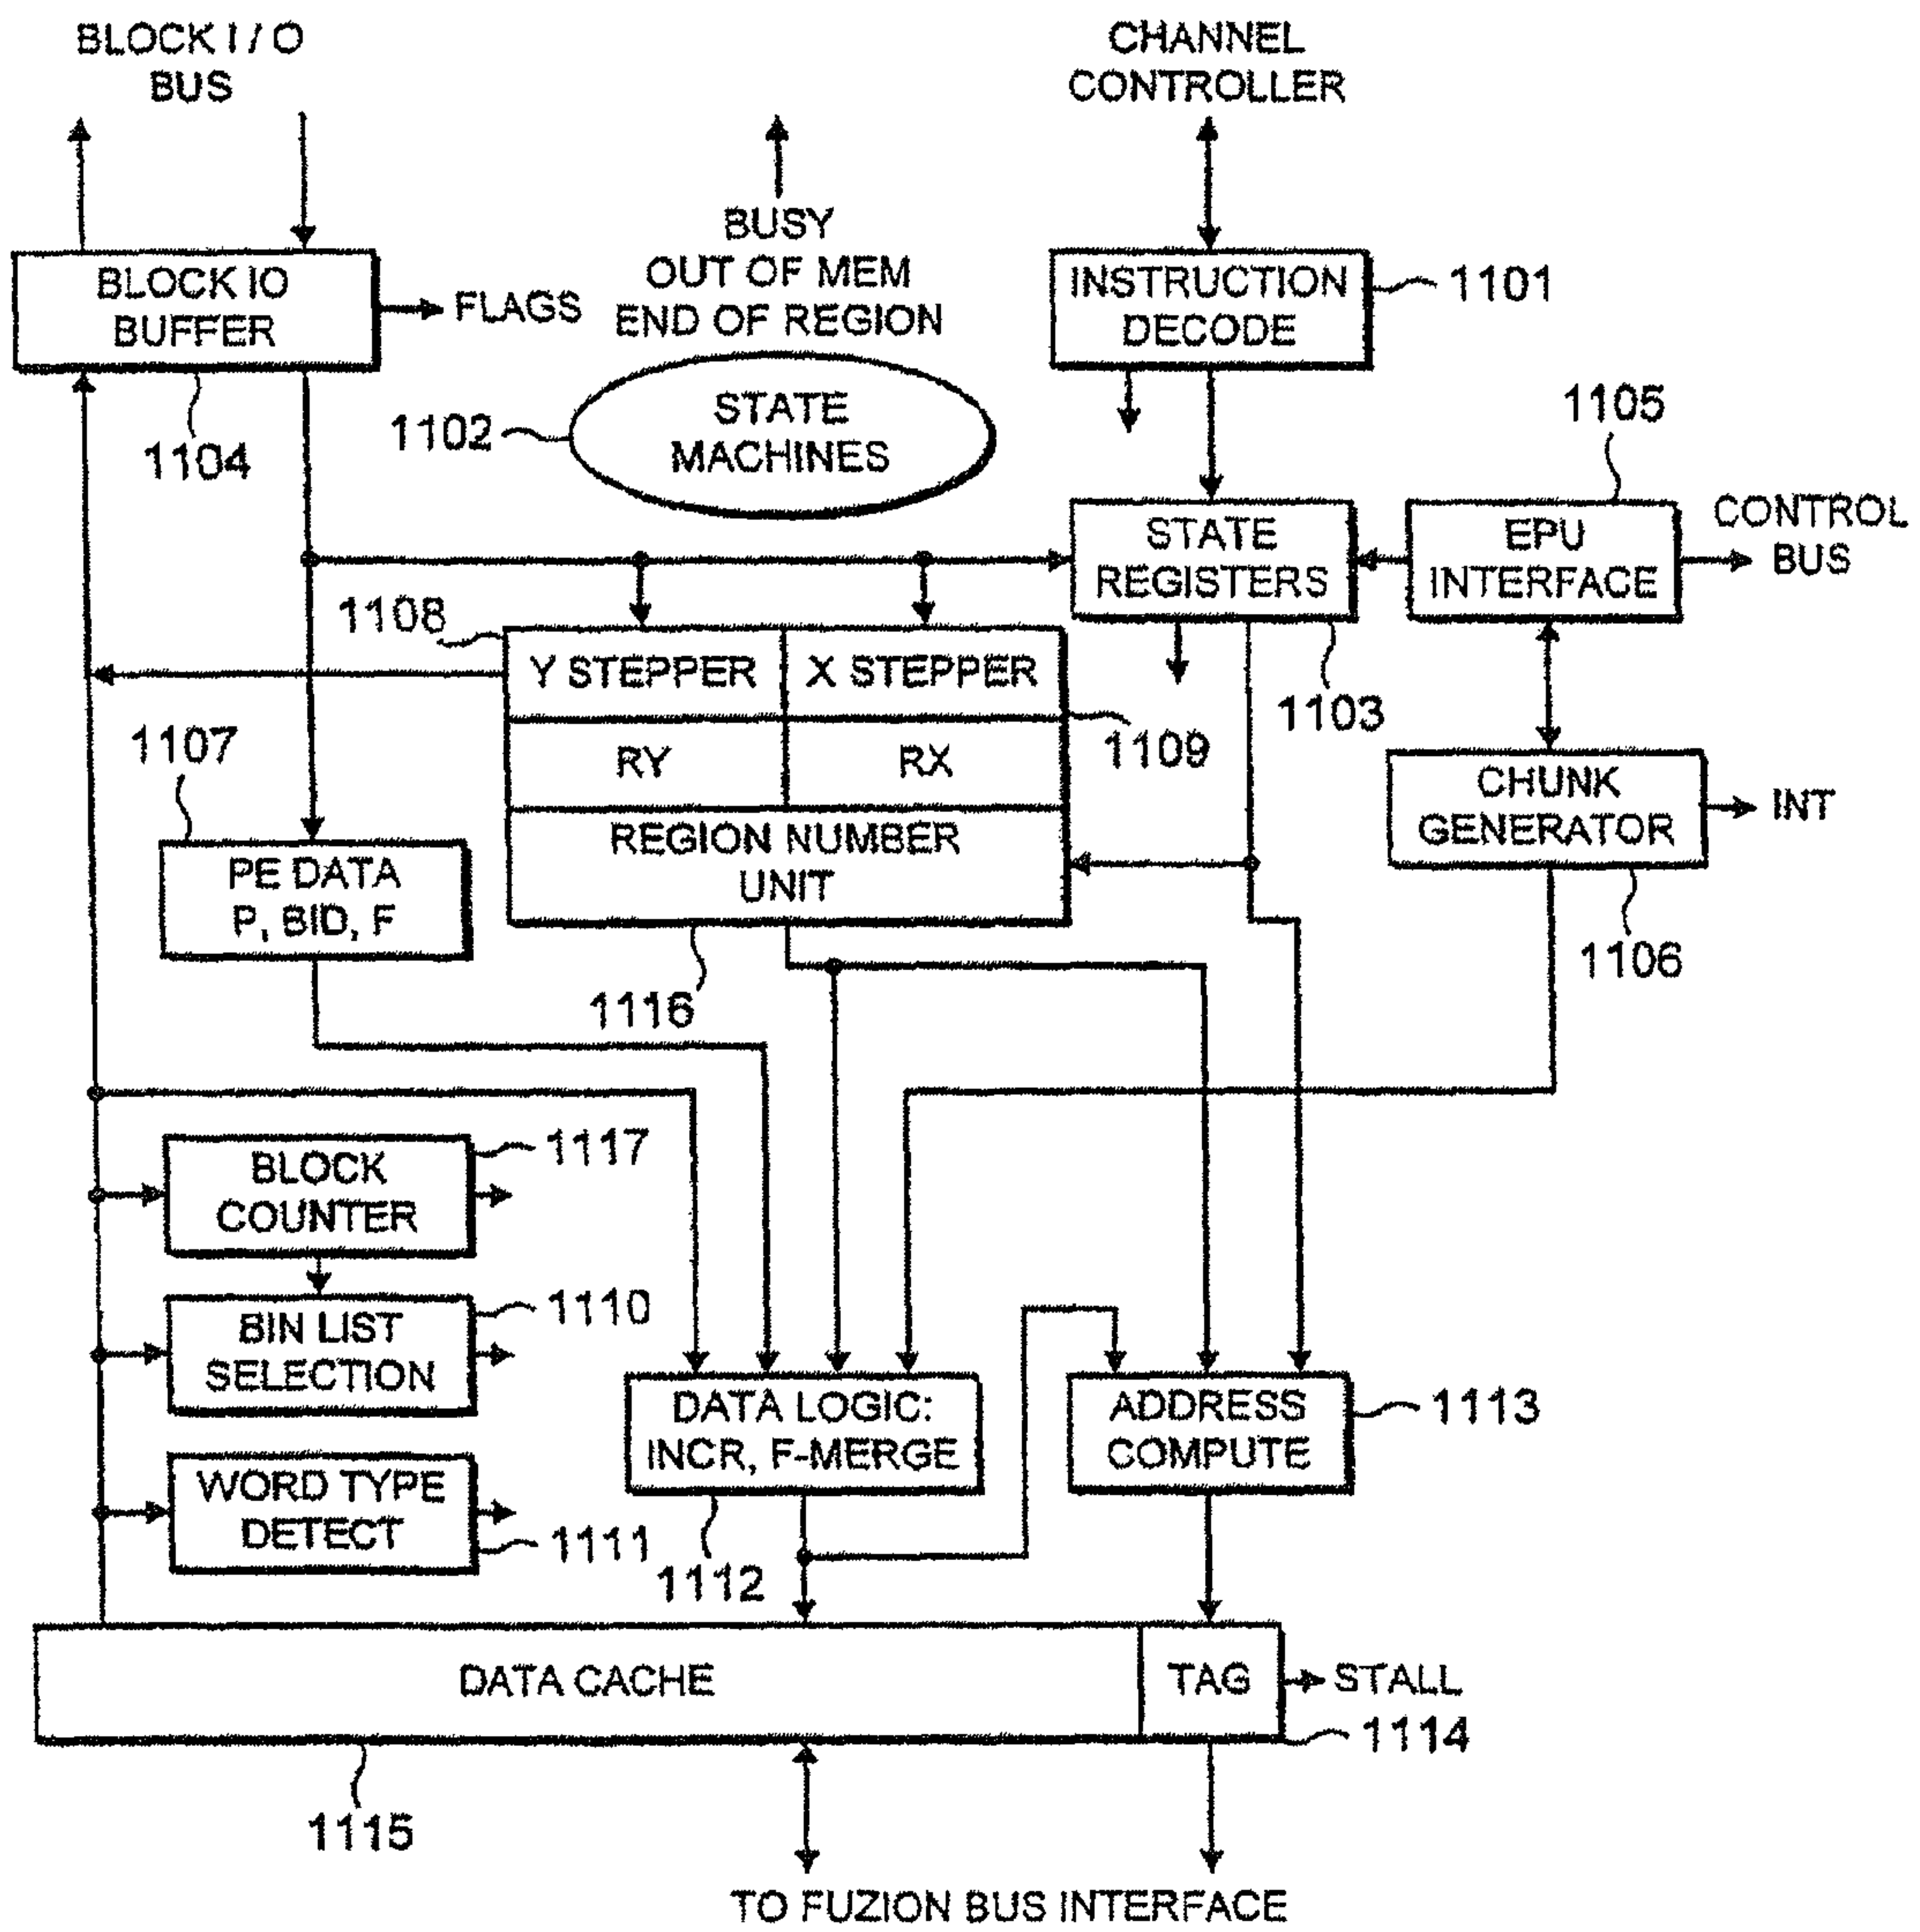 BLOCK I / O
BUS
CHANNEL
CONTROLLER
BUSY
OUT OF MEM
END OF REGION
BLOCK IO
BUFFER
FLAGS
INSTRUCTION
DECODE
1101
1104
1102
STATE
MACHINES
1105
STATE
REGISTERS
EPU
INTERFACE
CONTROL
BUS
1108
Y STEPPER
X STEPPER
1103
1109
RY
RX
1107
CHUNK
GENERATOR
INT
REGION NUMBER
UNIT
PE DATA
P, BID, F
1106
1116
BLOCK
COUNTER
1117
BIN LIST
SELECTION
1110
DATA LOGIC:
INCR, F-MERGE
ADDRESS
COMPUTE
1113
WORD TYPE
DETECT
1111
1112
DATA CACHE
TAG
STALL
1114
1115
TO FUZION BUS INTERFACE